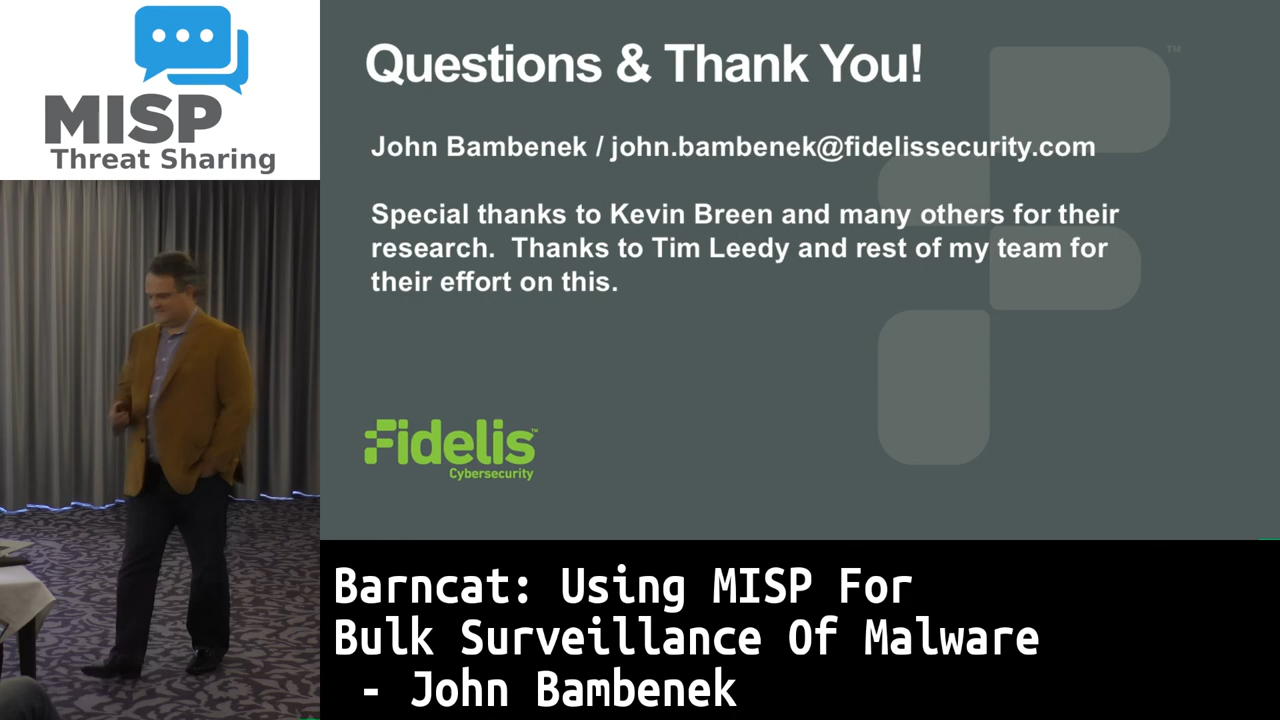 MISP
Threat Sharing
Questions & Thank You!
TM
John Bambenek / john.bambenek@fidelissecurity.com
Special thanks to Kevin Breen and many others for their
research.  Thanks to Tim Leedy and rest of my team for
their effort on this.
Fidelis™
Cybersecurity
Barncat: Using MISP For
Bulk Surveillance Of Malware
- John Bambenek